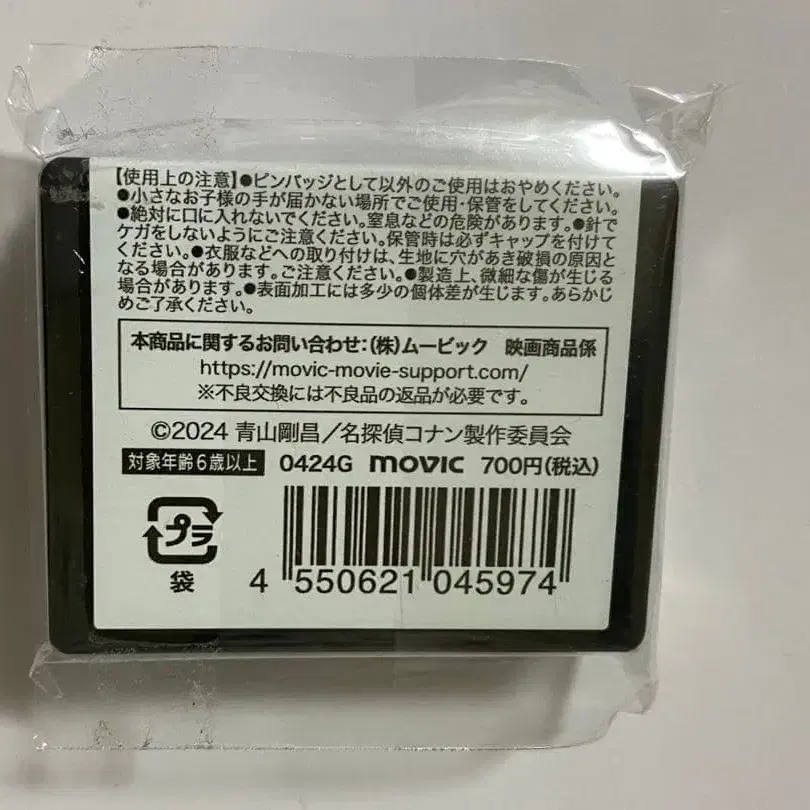 【使用上の注意】●ピンバッジとして以外のご使用はおやめください。
●小さなお子様の手が届かない場所でご使用・保管をしてください。
●絶対に口に入れないでください。窒息などの危険があります。●針で
ケガをしないようにご注意ください。保管時は必ずキャップを付けて
ください。●衣服などへの取り付けは、生地に穴があき破損の原因と
なる場合があります。ご注意ください。●製造上、微細な傷が生じる
場合があります。●表面加工には多少の個体差が生じます。あらかじ
めご了承ください。
本商品に関するお問い合わせ:(株)ムービック 映画商品係
https://movic-movie-support.com/
※不良交換には不良品の返品が必要です。
©2024 青山剛昌/名探偵コナン製作委員会
対象年齢6歳以上 0424G movic 700円(税込)
プラ
袋
4 550621 045974